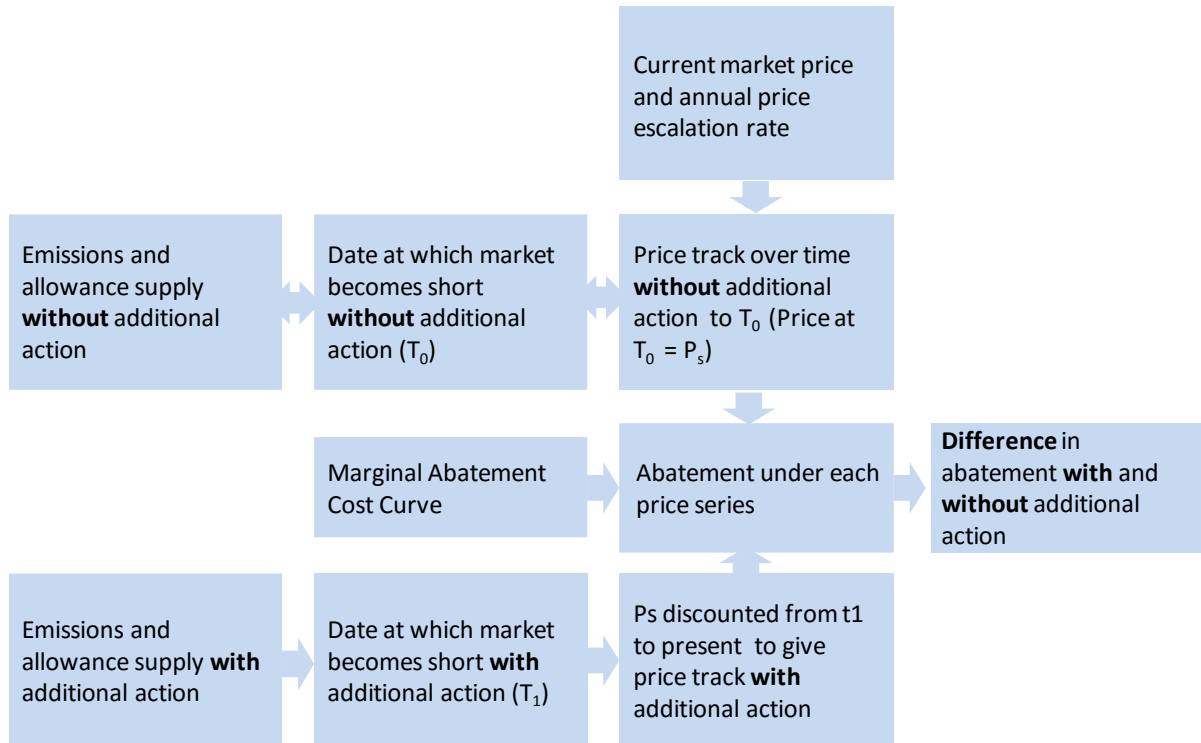 Current market price
and annual price
escalation rate
Emissions and
allowance supply
without additional
action
Date at which market
becomes short
without additional
action (T₀)
Price track over time
without additional
action to T₀ (Price at
T₀ = Pₛ)
Marginal Abatement
Cost Curve
Abatement under each
price series
Difference in
abatement with and
without additional
action
Emissions and
allowance supply with
additional action
Date at which market
becomes short with
additional action (T₁)
Ps discounted from t1
to present to give
price track with
additional action